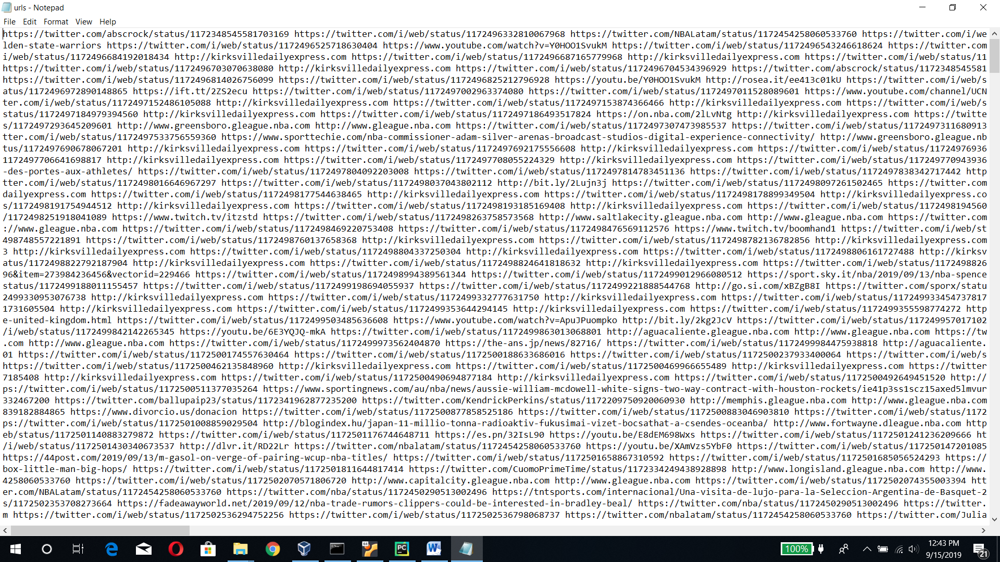 urls - Notepad
File Edit Format View Help
https://twitter.com/abscrock/status/1172348545581703169 https://twitter.com/i/web/status/1172496332810067968 https://twitter.com/NBALatam/status/1172454258060533760 https://twitter.com/i/we
lden-state-warriors https://twitter.com/i/web/status/1172496525718630404 https://www.youtube.com/watch?v=Y0HOO1SvukM https://twitter.com/i/web/status/1172496543246618624 https://twitter.com
i/web/status/1172496684192018434 http://kirksvilledailyexpress.com https://twitter.com/i/web/status/1172496687165779968 http://kirksvilledailyexpress.com https://twitter.com/i/web/status/11
https://twitter.com/i/web/status/1172496703070638080 http://kirksvilledailyexpress.com https://twitter.com/i/web/status/1172496704534396929 https://twitter.com/abscrock/status/1172348545581
https://twitter.com/i/web/status/1172496814026756099 https://twitter.com/i/web/status/1172496825212796928 https://youtu.be/Y0HOO1SvukM http://rosea.it/ee413c01kU https://twitter.com/i/web/s
atus/1172496972890148865 https://ift.tt/2ZS2ecu https://twitter.com/i/web/status/1172497002963374080 https://twitter.com/i/web/status/1172497011528089601 https://www.youtube.com/channel/UCN
ter.com/i/web/status/1172497152486105088 http://kirksvilledailyexpress.com https://twitter.com/i/web/status/1172497153874366466 http://kirksvilledailyexpress.com https://twitter.com/i/web/s
status/1172497184979394560 http://kirksvilledailyexpress.com https://twitter.com/i/web/status/1172497186493517824 https://on.nba.com/2lLvNtg http://kirksvilledailyexpress.com https://twitte
s/1172497293645209601 http://www.greensboro.gleague.nba.com http://www.gleague.nba.com https://twitter.com/i/web/status/1172497307473985537 https://twitter.com/i/web/status/1172497311680913
tter.com/i/web/status/1172497533756559360 https://www.sporttechie.com/nba-commissioner-adam-silver-arenas-broadcast-studios-digital-experience-connectivity/ http://www.greensboro.gleague.nb
tus/1172497690678067201 http://kirksvilledailyexpress.com https://twitter.com/i/web/status/1172497692175556608 http://kirksvilledailyexpress.com https://twitter.com/i/web/status/11724976936
1172497706641698817 http://kirksvilledailyexpress.com https://twitter.com/i/web/status/1172497708055224329 http://kirksvilledailyexpress.com https://twitter.com/i/web/status/117249770943936
-des-portes-aux-athletes/ https://twitter.com/i/web/status/1172497804092203008 https://twitter.com/i/web/status/1172497814783451136 https://twitter.com/i/web/status/1172497838342717442 http
tter.com/i/web/status/1172498016646967297 https://twitter.com/i/web/status/1172498037043802112 http://bit.ly/2Lujn3j https://twitter.com/i/web/status/1172498097261502465 https://twitter.com
dailyexpress.com https://twitter.com/i/web/status/1172498177544638465 http://kirksvilledailyexpress.com https://twitter.com/i/web/status/1172498178899349504 http://kirksvilledailyexpress.co
s/1172498191754944512 http://kirksvilledailyexpress.com https://twitter.com/i/web/status/1172498193185169408 http://kirksvilledailyexpress.com https://twitter.com/i/web/status/1172498194560
/1172498251918041089 https://www.twitch.tv/itzstd https://twitter.com/i/web/status/1172498263758573568 http://www.saltlakecity.gleague.nba.com http://www.gleague.nba.com https://twitter.com
://www.gleague.nba.com https://twitter.com/i/web/status/1172498469220753408 https://twitter.com/i/web/status/1172498476569112576 https://www.twitch.tv/boomhand1 https://twitter.com/i/web/st
498748557221891 https://twitter.com/i/web/status/1172498760137658368 http://kirksvilledailyexpress.com https://twitter.com/i/web/status/1172498782136782856 http://kirksvilledailyexpress.com
3 http://kirksvilledailyexpress.com https://twitter.com/i/web/status/1172498804337250304 http://kirksvilledailyexpress.com https://twitter.com/i/web/status/1172498806161727488 http://kirksv
atus/1172498822792187904 http://kirksvilledailyexpress.com https://twitter.com/i/web/status/1172498824641818632 http://kirksvilledailyexpress.com https://twitter.com/i/web/status/1172498826
96&item=273984236456&vectorid=229466 https://twitter.com/i/web/status/1172498994389561344 https://twitter.com/i/web/status/1172499012966080512 https://sport.sky.it/nba/2019/09/13/nba-spence
status/1172499188011155457 https://twitter.com/i/web/status/1172499198694055937 https://twitter.com/i/web/status/1172499221888544768 http://go.si.com/xBZgB8I https://twitter.com/sporx/statu
2499330953076738 http://kirksvilledailyexpress.com https://twitter.com/i/web/status/1172499332777631750 http://kirksvilledailyexpress.com https://twitter.com/i/web/status/117249933454737817
1731605504 http://kirksvilledailyexpress.com https://twitter.com/i/web/status/1172499353644294145 http://kirksvilledailyexpress.com https://twitter.com/i/web/status/1172499355598774272 http
e-united-kingdom.html https://twitter.com/i/web/status/1172499503485636608 https://www.youtube.com/watch?v=ApuJPuompko http://bit.ly/2kg2JcV https://twitter.com/i/web/status/117249957017102
/i/web/status/1172499842142265345 https://youtu.be/6E3YQJQ-mkA https://twitter.com/i/web/status/1172499863013068801 http://aguacaliente.gleague.nba.com http://www.gleague.nba.com https://tw
.com http://www.gleague.nba.com https://twitter.com/i/web/status/1172499973562404870 https://the-ans.jp/news/82716/ https://twitter.com/i/web/status/1172499984475938818 http://aguacaliente.
01 https://twitter.com/i/web/status/1172500174557630464 https://twitter.com/i/web/status/1172500188633686016 https://twitter.com/i/web/status/1172500237933400064 https://twitter.com/i/web/s
https://twitter.com/i/web/status/1172500462135848960 http://kirksvilledailyexpress.com https://twitter.com/i/web/status/1172500469966655489 http://kirksvilledailyexpress.com https://twitter
7185408 http://kirksvilledailyexpress.com https://twitter.com/i/web/status/1172500490694877184 http://kirksvilledailyexpress.com https://twitter.com/i/web/status/1172500492649451520 http://
ps://twitter.com/i/web/status/1172500511377035264 https://www.sportingnews.com/au/nba/news/aussie-william-mcdowell-white-signs-two-way-contract-with-houston-rockets/ie41p3ss1scz15axed5lmvur
332467200 https://twitter.com/ballupaip23/status/1172341962877235200 https://twitter.com/KendrickPerkins/status/1172209750920060930 http://memphis.gleague.nba.com http://www.gleague.nba.com
839182884865 https://www.divorcio.us/donacion https://twitter.com/i/web/status/1172500877858525186 https://twitter.com/i/web/status/1172500883046903810 https://twitter.com/i/web/status/1172
ps://twitter.com/i/web/status/1172501008859029504 http://blogindex.hu/japan-11-millio-tonna-radioaktiv-fukusimai-vizet-bocsathat-a-csendes-oceanba/ http://www.fortwayne.dleague.nba.com http
eb/status/1172501140883279872 https://twitter.com/i/web/status/1172501176744648711 https://es.pn/32IsL90 https://youtu.be/E8dEM698Wxs https://twitter.com/i/web/status/1172501241236209666 ht
/i/web/status/1172501430340673537 http://dlvr.it/RD22Lr https://twitter.com/nbalatam/status/1172454258060533760 https://youtu.be/XAmVzs5YbF0 https://twitter.com/i/web/status/117250147201085
https://44post.com/2019/09/13/m-gasol-on-verge-of-pairing-wcup-nba-titles/ https://twitter.com/i/web/status/1172501658867310592 https://twitter.com/i/web/status/1172501685056524293 https://
box-little-man-big-hops/ https://twitter.com/i/web/status/1172501811644817414 https://twitter.com/CuomoPrimeTime/status/1172334249438928898 http://www.longisland.gleague.nba.com http://www.
4258060533760 https://twitter.com/i/web/status/1172502070571806720 http://www.capitalcity.gleague.nba.com http://www.gleague.nba.com https://twitter.com/i/web/status/1172502074355003394 htt
er.com/NBALatam/status/1172454258060533760 https://twitter.com/nba/status/1172450290513002496 https://tntsports.com/internacional/Una-visita-de-lujo-para-la-Seleccion-Argentina-de-Basquet-2
s/1172502353708273664 https://fadeawayworld.net/2019/09/12/nba-trade-rumors-clippers-could-be-interested-in-bradley-beal/ https://twitter.com/nba/status/1172450290513002496 https://twitter.
m https://twitter.com/i/web/status/1172502536294752256 https://twitter.com/i/web/status/1172502536798068737 https://twitter.com/nbalatam/status/1172454258060533760 https://twitter.com/Julia
64
PC
W
100%
12:43 PM
9/15/2019
21